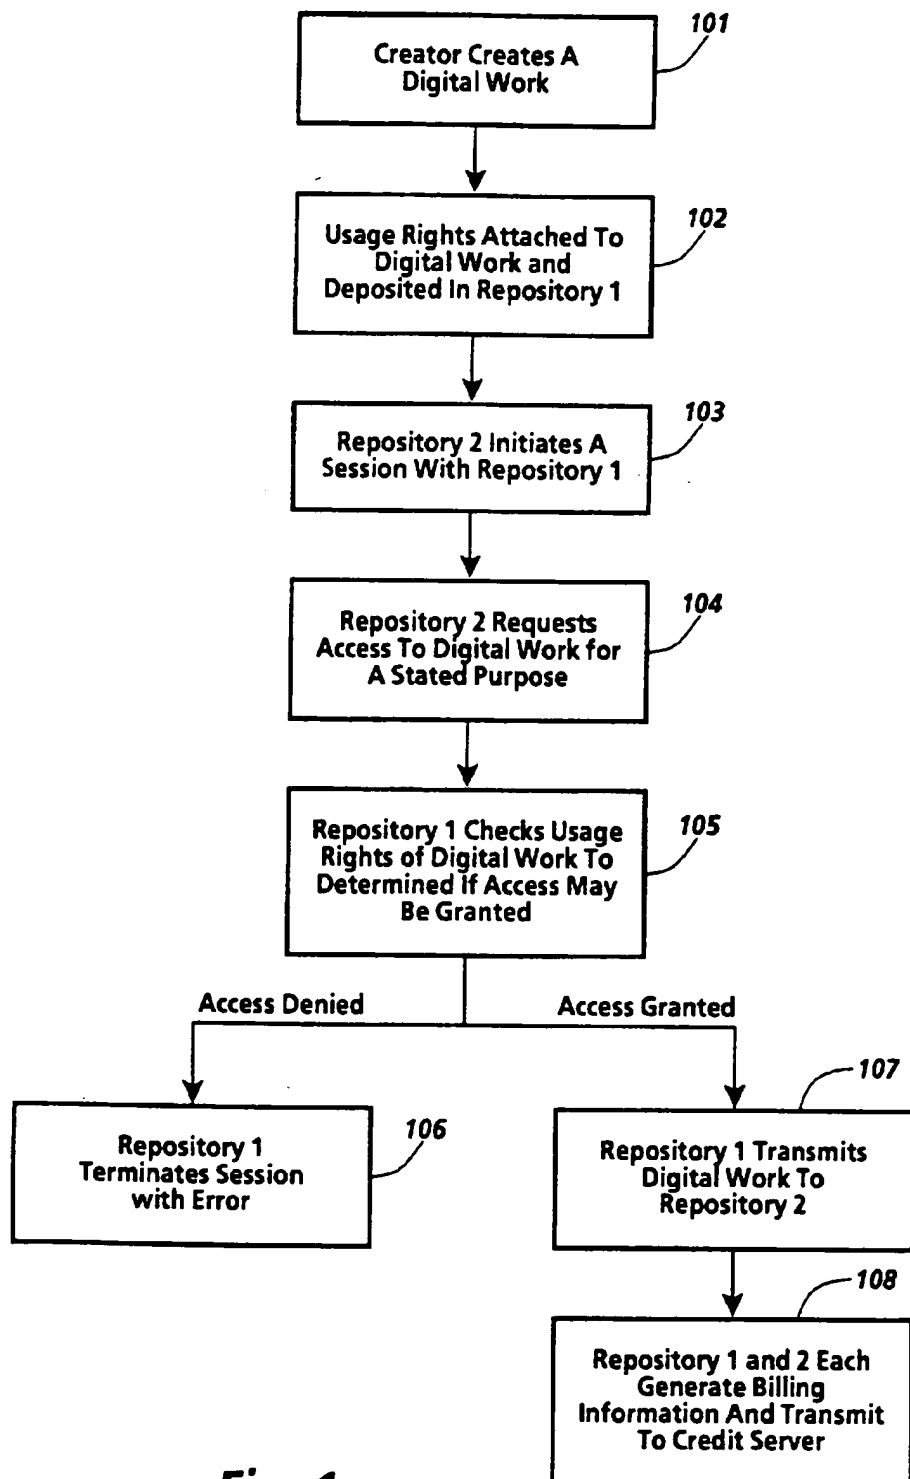 101
Creator Creates A
Digital Work
102
Usage Rights Attached To
Digital Work and
Deposited In Repository 1
103
Repository 2 Initiates A
Session With Repository 1
104
Repository 2 Requests
Access To Digital Work for
A Stated Purpose
105
Repository 1 Checks Usage
Rights of Digital Work To
Determined If Access May
Be Granted
Access Denied
Access Granted
106
Repository 1
Terminates Session
with Error
107
Repository 1 Transmits
Digital Work To
Repository 2
108
Repository 1 and 2 Each
Generate Billing
Information And Transmit
To Credit Server